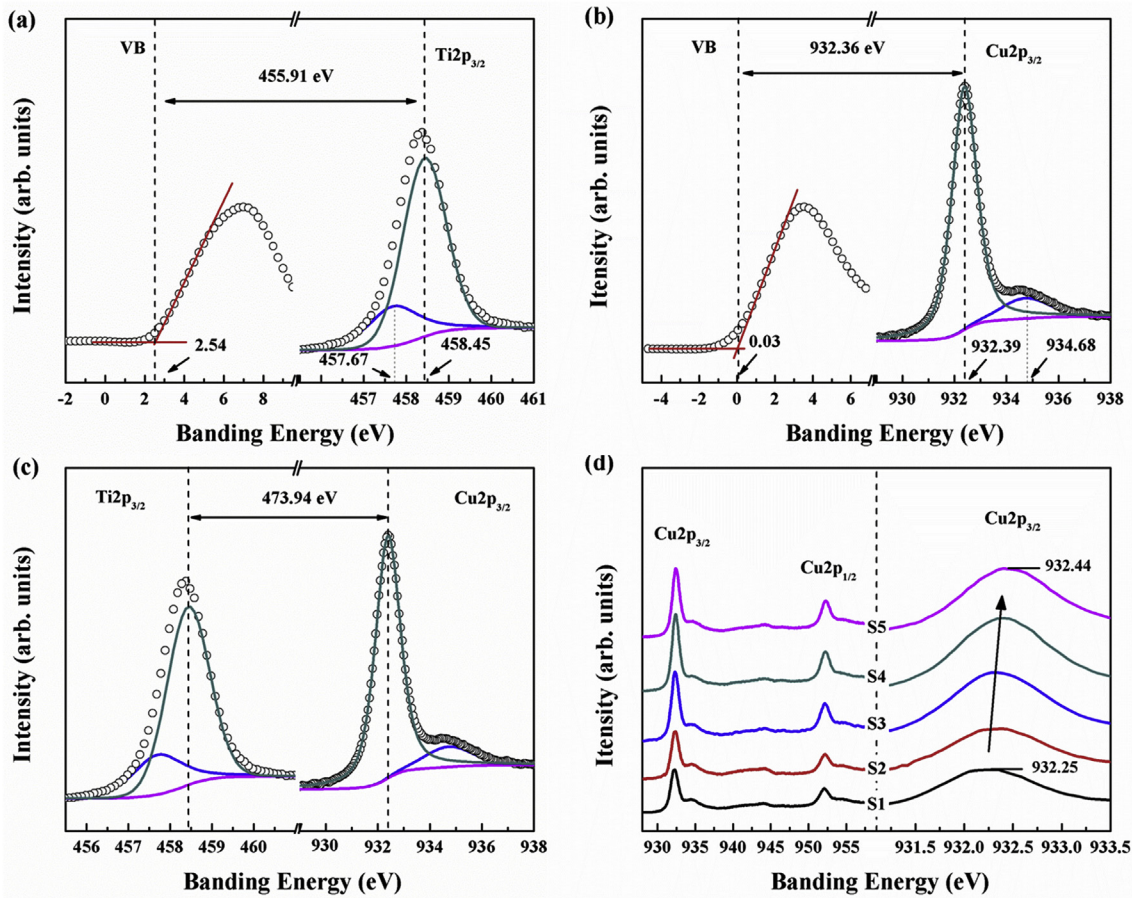 (a)
VB
455.91 eV
Ti2p3/2
Intensity (arb. units)
2.54
457.67
458.45
-2 0 2 4 6 8 457 458 459 460 461
Banding Energy (eV)
(b)
VB
932.36 eV
Cu2p3/2
Itensity (arb. units)
0.03
932.39
934.68
-4 -2 0 2 4 6 930 932 934 936 938
Banding Energy (eV)
(c)
Ti2p3/2
473.94 eV
Cu2p3/2
Intensity (arb. units)
456 457 458 459 460 930 932 934 936 938
Banding Energy (eV)
(d)
Cu2p3/2
Cu2p1/2
Cu2p3/2
Itensity (arb. units)
932.44
S5
S4
S3
S2
932.25
S1
930 935 940 945 950 955 931.5 932.0 932.5 933.0 933.5
Banding Energy (eV)